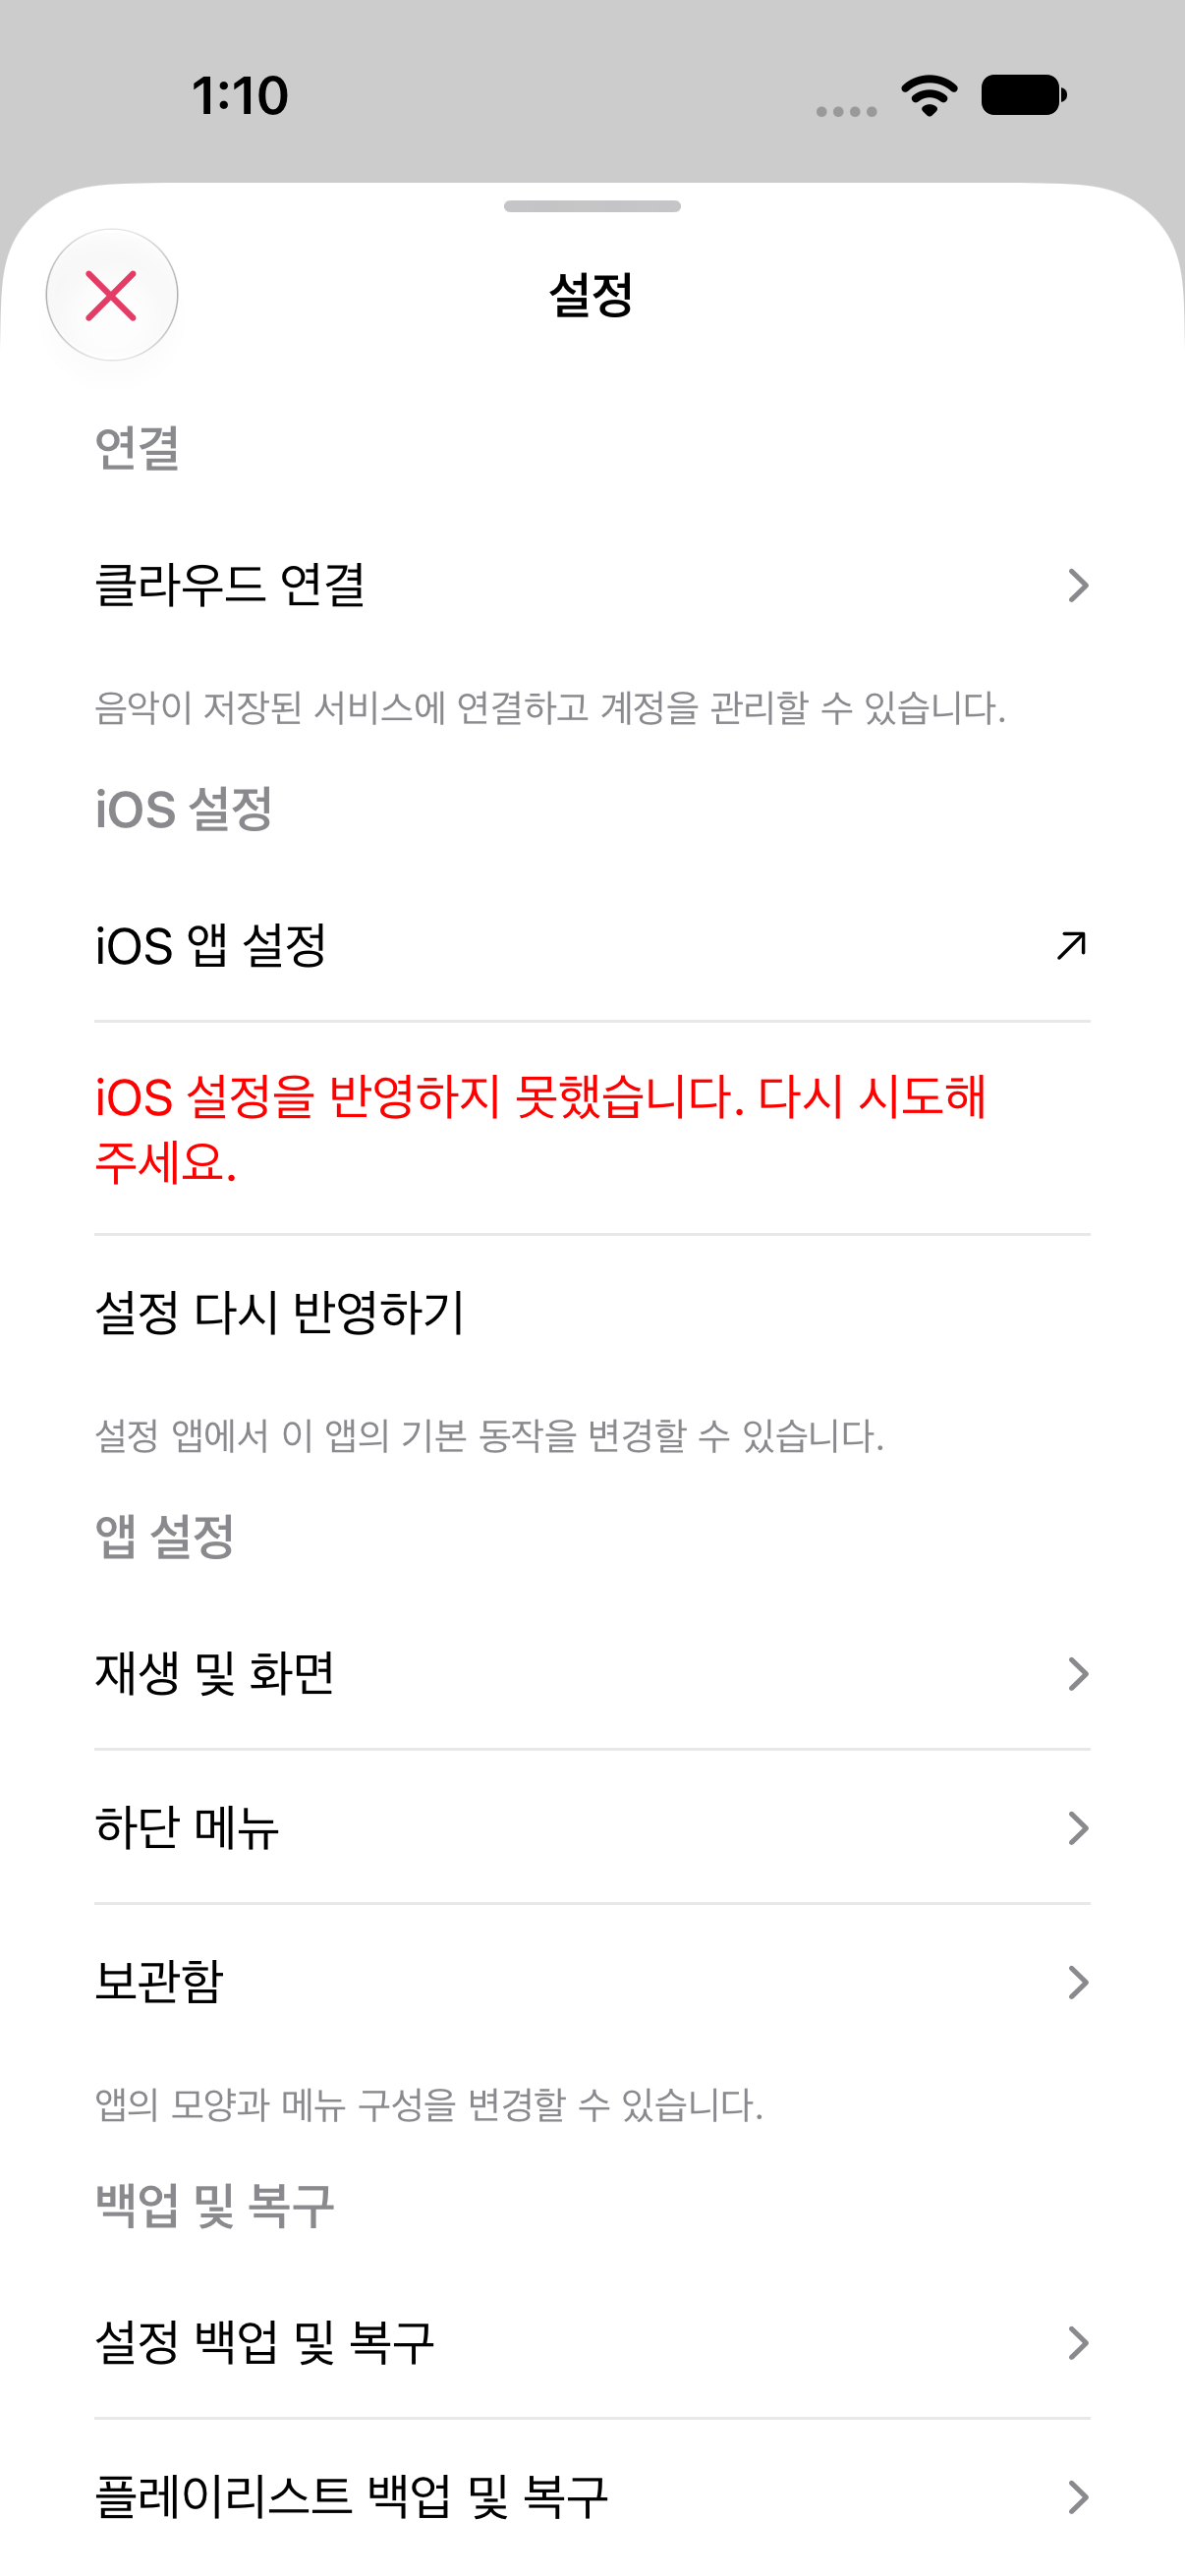 1:10
설정
연결
클라우드 연결
음악이 저장된 서비스에 연결하고 계정을 관리할 수 있습니다.
iOS 설정
iOS 앱 설정
iOS 설정을 반영하지 못했습니다. 다시 시도해
주세요.
설정 다시 반영하기
설정 앱에서 이 앱의 기본 동작을 변경할 수 있습니다.
앱 설정
재생 및 화면
하단 메뉴
보관함
앱의 모양과 메뉴 구성을 변경할 수 있습니다.
백업 및 복구
설정 백업 및 복구
플레이리스트 백업 및 복구